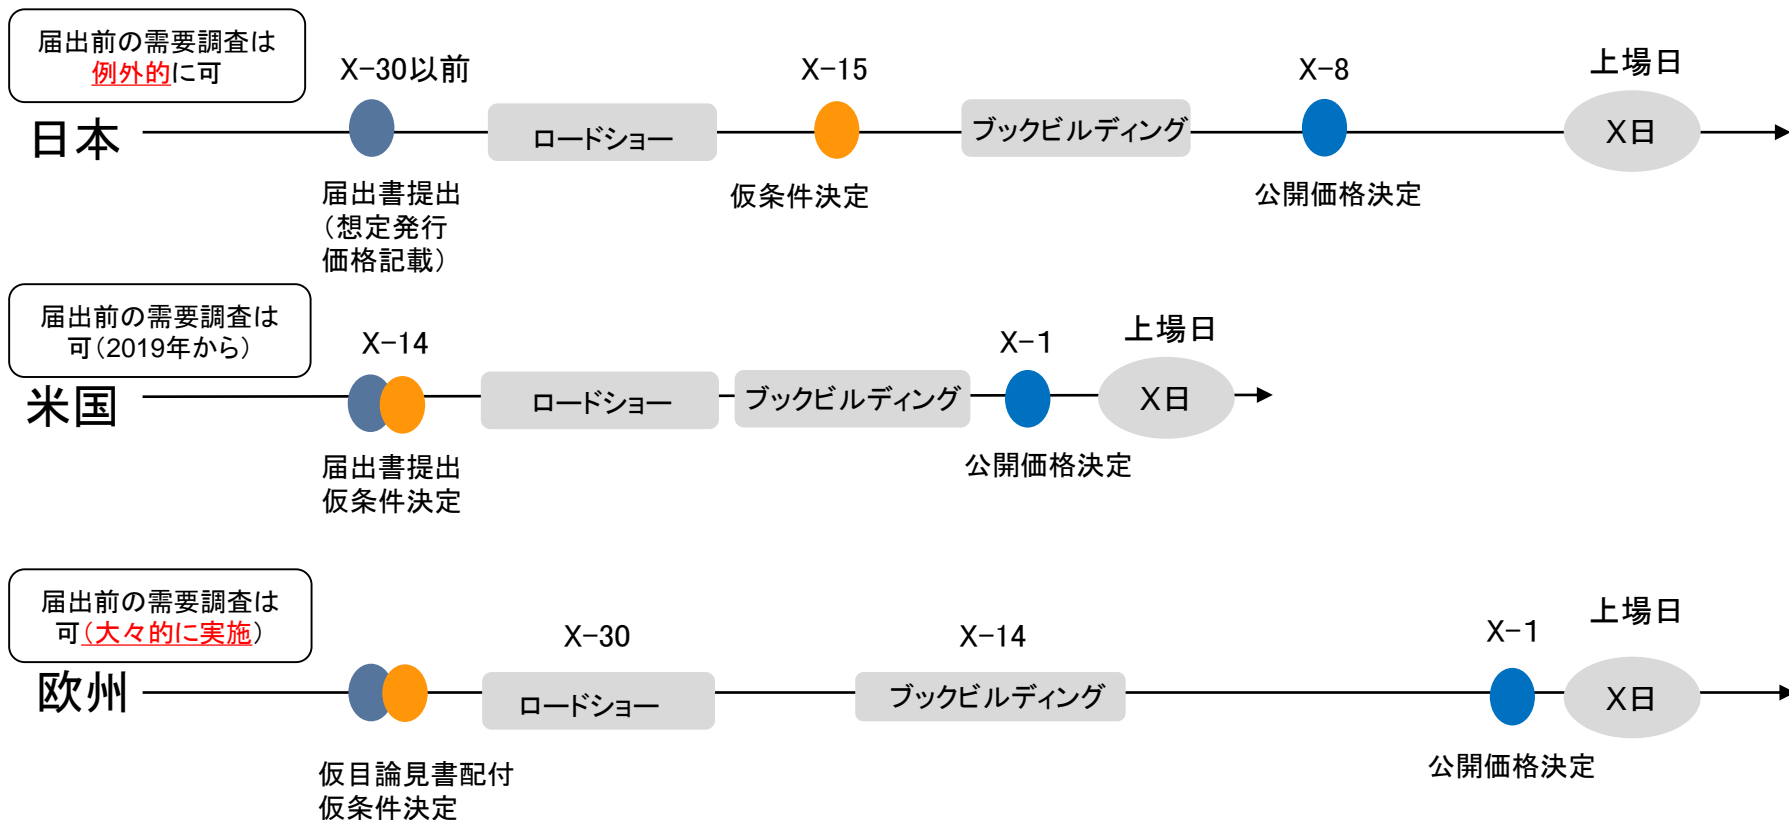 届出前の需要調査は
例外的に可
X−30以前
X−15
X−8
上場日
日本
ロードショー
ブックビルディング
X日
届出書提出
（想定発行
価格記載）
仮条件決定
公開価格決定
届出前の需要調査は
可（2019年から）
X−14
X−1
上場日
米国
ロードショー
ブックビルディング
X日
届出書提出
仮条件決定
公開価格決定
届出前の需要調査は
可（大々的に実施）
X−30
X−14
X−1
上場日
欧州
ロードショー
ブックビルディング
X日
仮目論見書配付
仮条件決定
公開価格決定